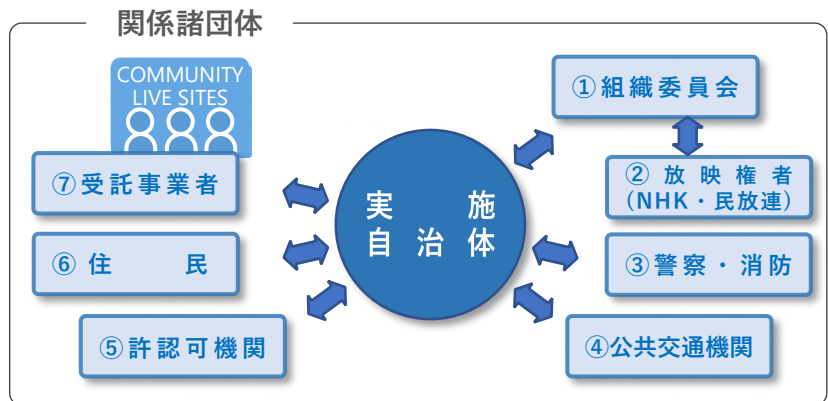 関係諸団体
COMMUNITY
LIVE SITES
①組織委員会
②放映権者
(NHK・民放連)
③警察・消防
④公共交通機関
⑤許認可機関
⑥住民
⑦受託事業者
実施
自治体